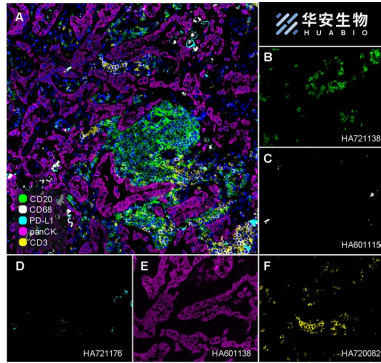 A
华安生物
HUABIO
B
HA721138
C
HA601115
CD20
CD68
PD-L1
panCK
CD3
D
HA721176
E
HA601138
F
HA720082